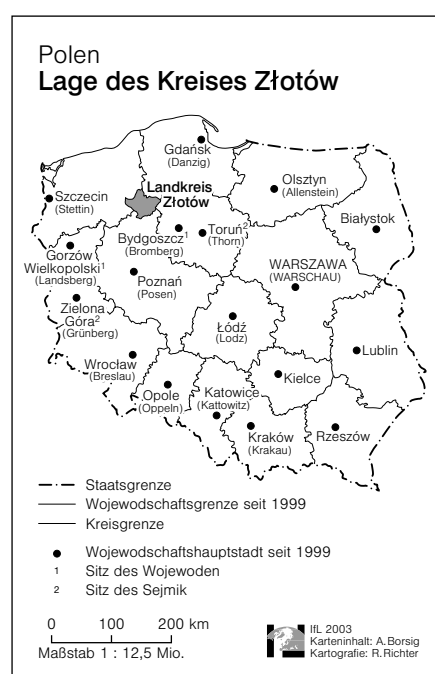 Polen
Lage des Kreises Złotów
Gdańsk
(Danzig)
Olsztyn
(Allenstein)
Szczecin
(Stettin)
Landkreis
Złotów
Białystok
Bydgoszcz¹
(Bromberg)
Toruń²
(Thorn)
Gorzów
Wielkopolski¹
(Landsberg)
Poznań
(Posen)
WARSZAWA
(WARSCHAU)
Zielona
Góra²
(Grünberg)
Łódź
(Lodz)
Lublin
Wrocław
(Breslau)
Opole
(Oppeln)
Katowice
(Kattowitz)
Kielce
Kraków
(Krakau)
Rzeszów
Staatsgrenze
Wojewodschaftsgrenze seit 1999
Kreisgrenze
Wojewodschaftshauptstadt seit 1999
1 Sitz des Wojewoden
2 Sitz des Sejmik
0 100 200 km
Maßstab 1 : 12,5 Mio.
IfL 2003
Karteninhalt: A.Borsig
Kartografie: R.Richter